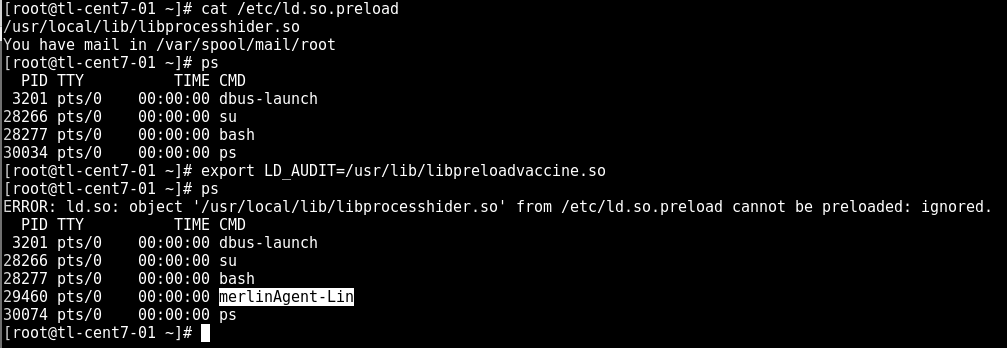 [root@tl-cent7-01 ~]# cat /etc/ld.so.preload
/usr/local/lib/libprocesshider.so
You have mail in /var/spool/mail/root
[root@tl-cent7-01 ~]# ps
  PID TTY          TIME CMD
 3201 pts/0    00:00:00 dbus-launch
28266 pts/0    00:00:00 su
28277 pts/0    00:00:00 bash
30034 pts/0    00:00:00 ps
[root@tl-cent7-01 ~]# export LD_AUDIT=/usr/lib/libpreloadvaccine.so
[root@tl-cent7-01 ~]# ps
ERROR: ld.so: object '/usr/local/lib/libprocesshider.so' from /etc/ld.so.preload cannot be preloaded: ignored.
  PID TTY          TIME CMD
 3201 pts/0    00:00:00 dbus-launch
28266 pts/0    00:00:00 su
28277 pts/0    00:00:00 bash
29460 pts/0    00:00:00 merlinAgent-Lin
30074 pts/0    00:00:00 ps
[root@tl-cent7-01 ~]#